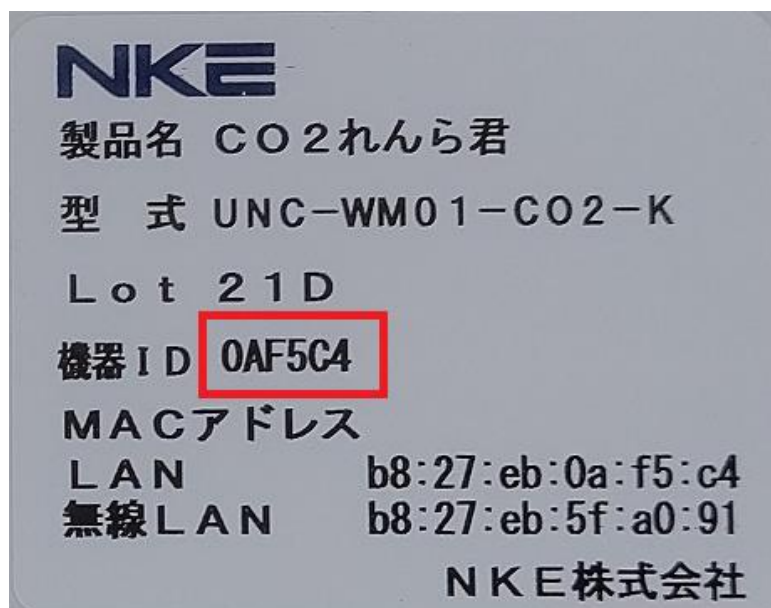 NKE
製品名 CO2れんら君
型 式 UNC-WM01-CO2-K
Lot 21D
機器ID 0AF5C4
MACアドレス
LAN b8:27:eb:0a:f5:c4
無線LAN b8:27:eb:5f:a0:91
NKE株式会社